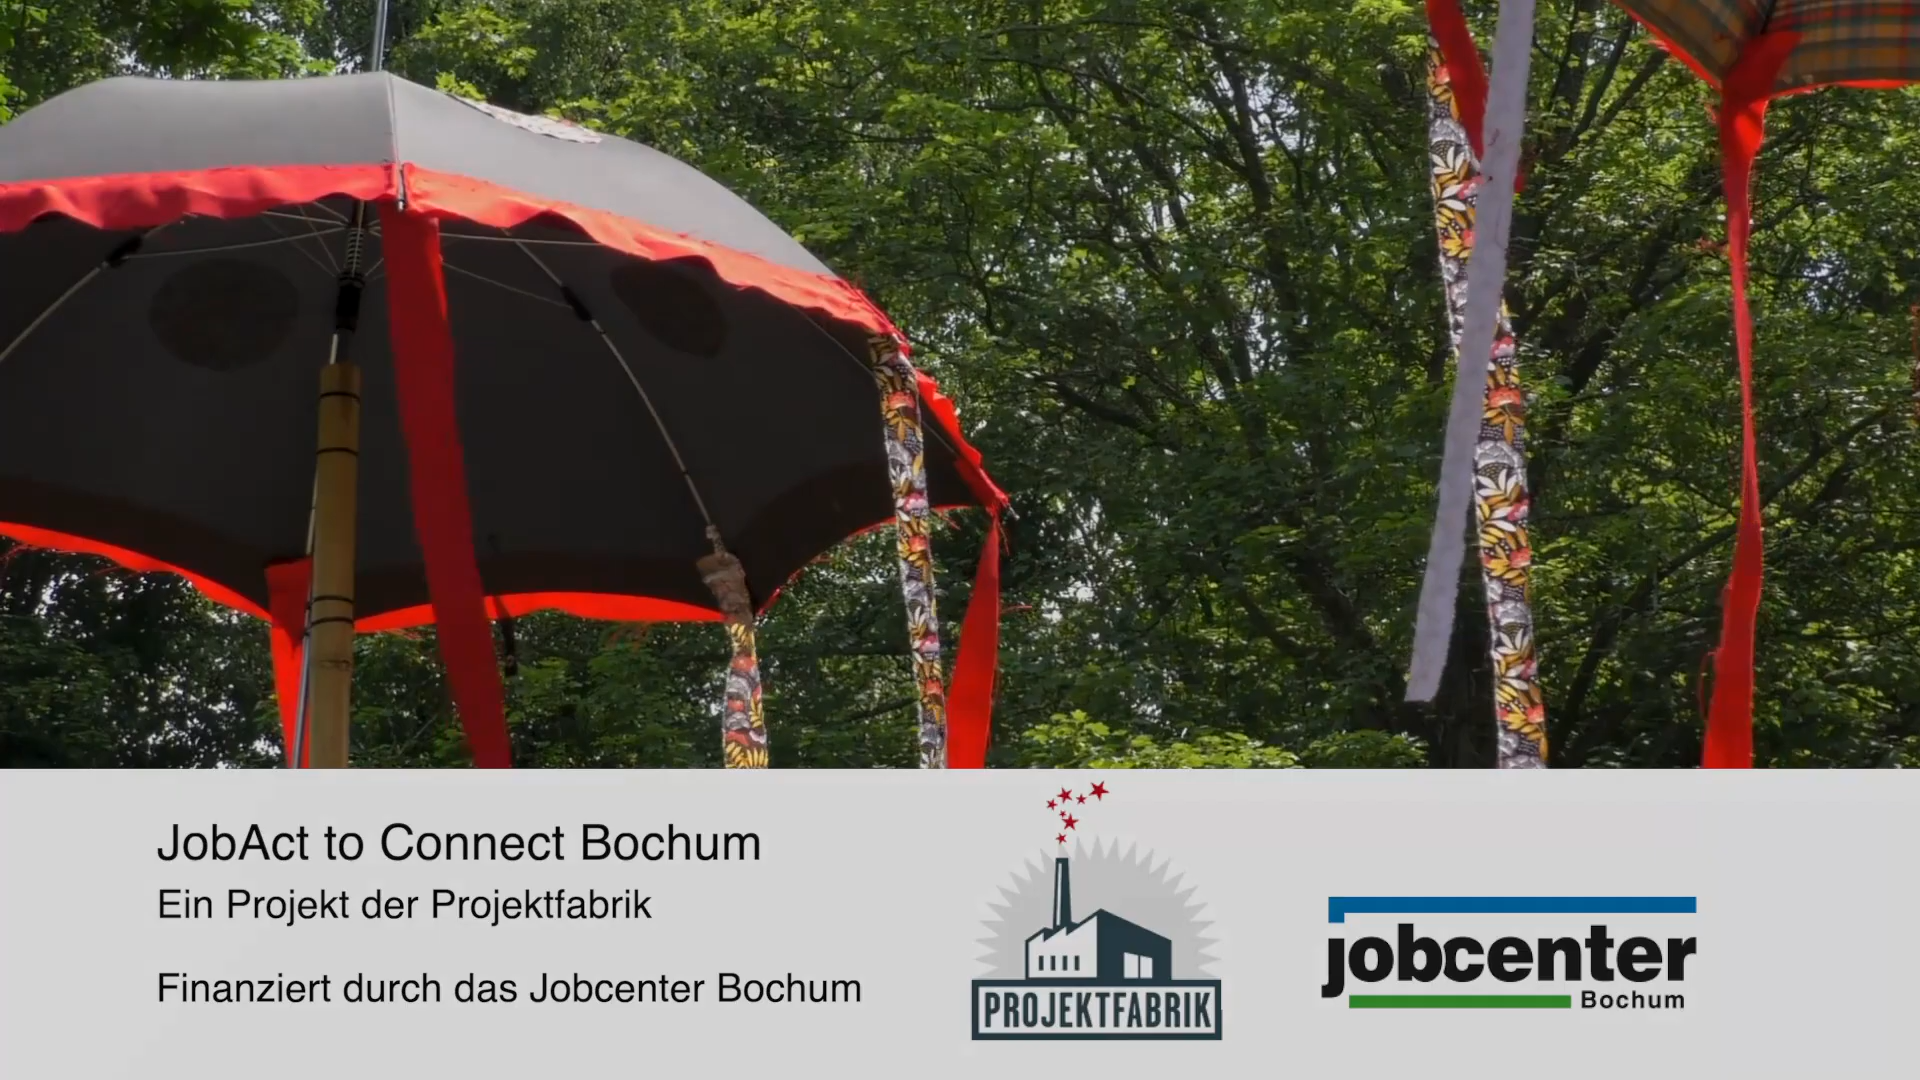 JobAct to Connect Bochum
Ein Projekt der Projektfabrik
Finanziert durch das Jobcenter Bochum
PROJEKTFABRIK
jobcenter
Bochum